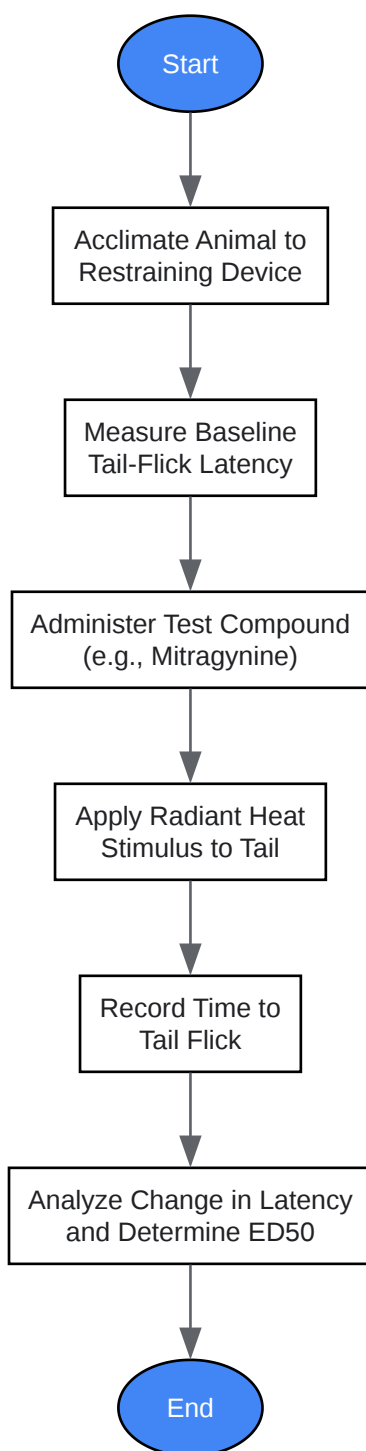 Start
Acclimate Animal to
Restraining Device
Measure Baseline
Tail-Flick Latency
Administer Test Compound
(e.g., Mitragynine)
Apply Radiant Heat
Stimulus to Tail
Record Time to
Tail Flick
Analyze Change in Latency
and Determine ED50
End